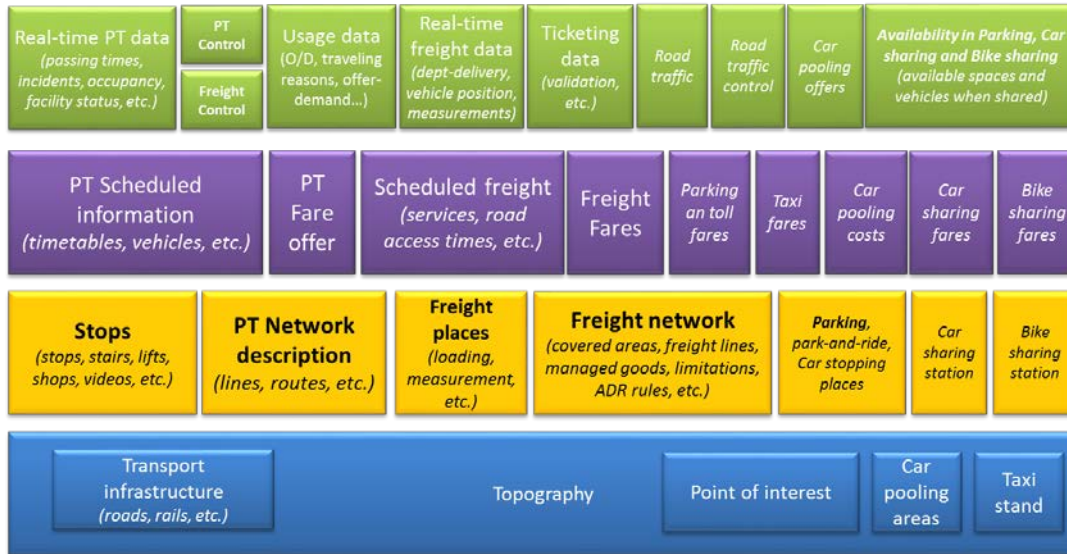 Real-time PT data
(passing times,
incidents, occupancy,
facility status, etc.)
PT
Control
Freight
Control
Usage data
(O/D, traveling
reasons, offer-
demand...)
Real-time
freight data
(dept-delivery,
vehicle position,
measurements)
Ticketing
data
(validation,
etc.)
Road
traffic
Road
traffic
control
Car
pooling
offers
Availability in Parking, Car
sharing and Bike sharing
(available spaces and
vehicles when shared)
PT Scheduled
information
(timetables, vehicles, etc.)
PT
Fare
offer
Scheduled freight
(services, road
access times, etc.)
Freight
Fares
Parking
an toll
fares
Taxi
fares
Car
pooling
costs
Car
sharing
fares
Bike
sharing
fares
Stops
(stops, stairs, lifts,
shops, videos, etc.)
PT Network
description
(lines, routes, etc.)
Freight
places
(loading,
measurement,
etc.)
Freight network
(covered areas, freight lines,
managed goods, limitations,
ADR rules, etc.)
Parking,
park-and-ride,
Car stopping
places
Car
sharing
station
Bike
sharing
station
Transport
infrastructure
(roads, rails, etc.)
Topography
Point of interest
Car
pooling
areas
Taxi
stand